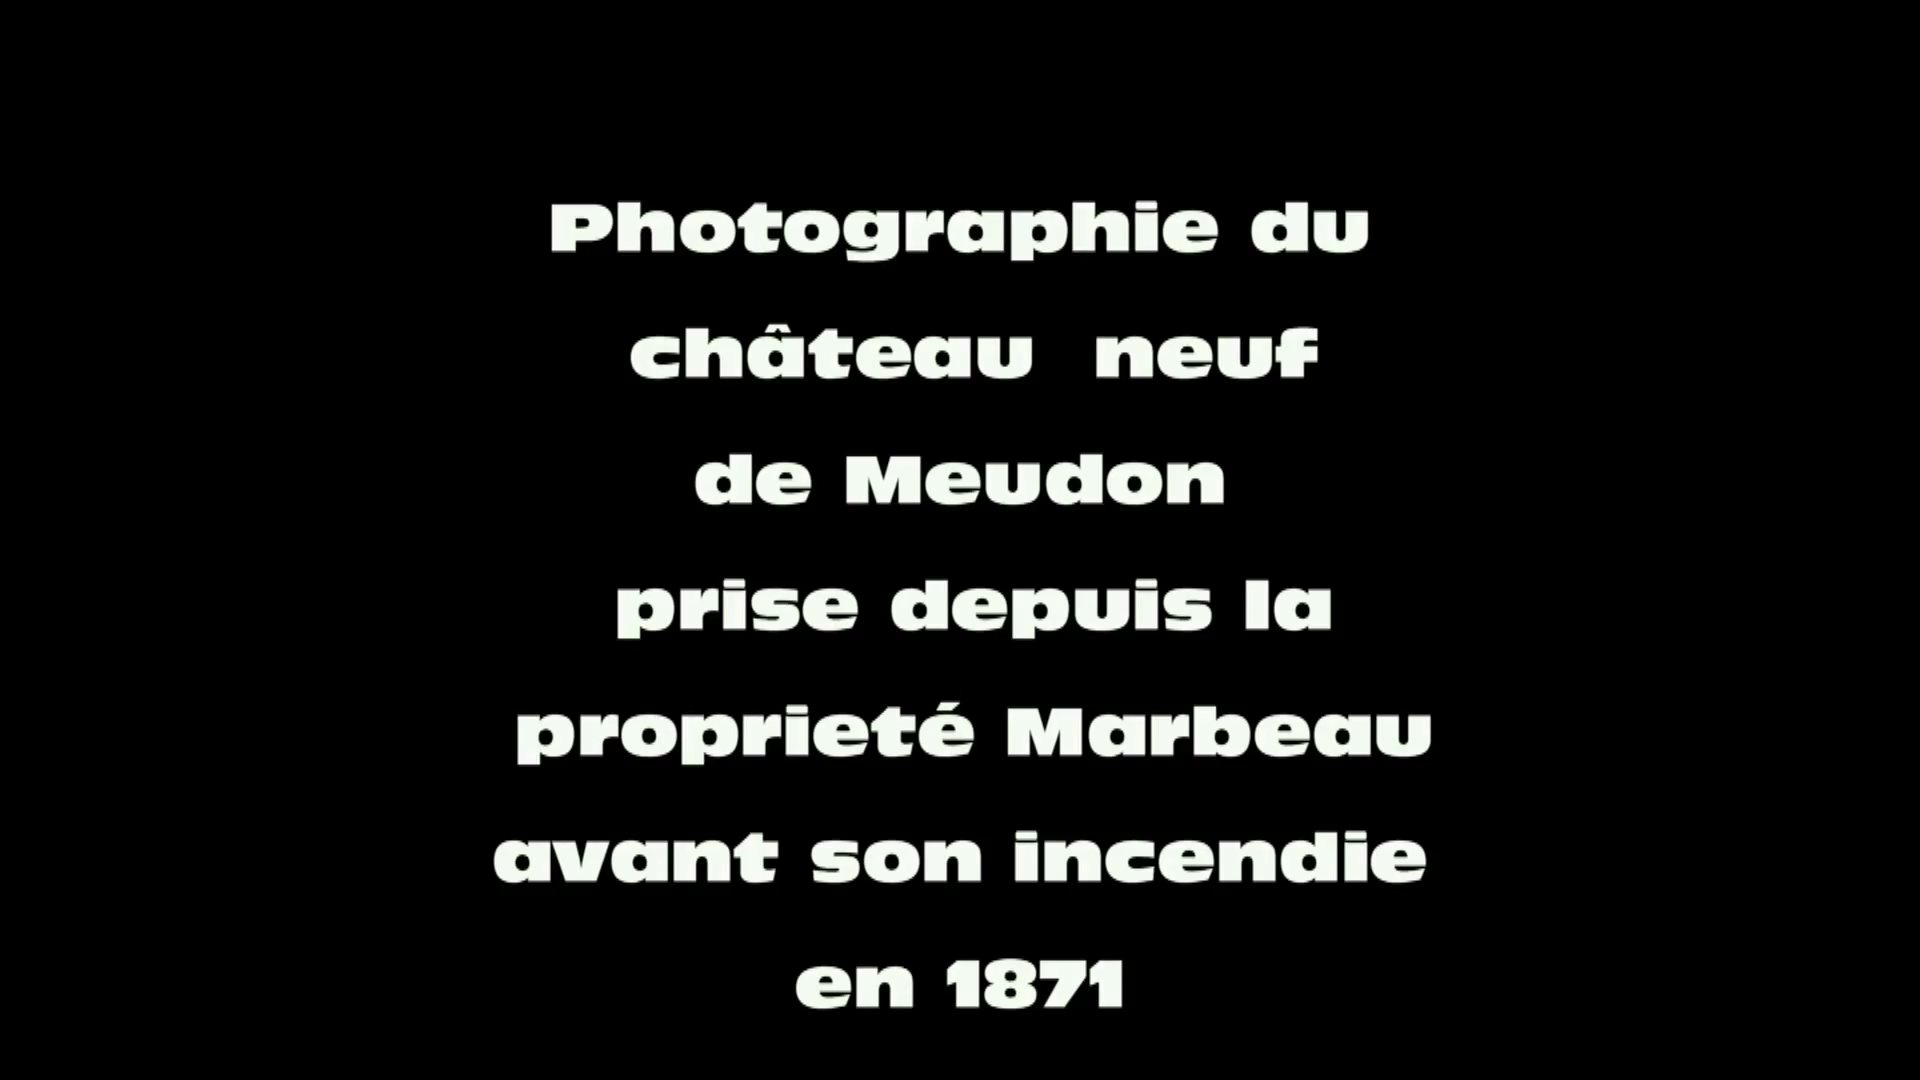 Photographie du
château  neuf
de Meudon
prise depuis la
proprieté Marbeau
avant son incendie
en 1871